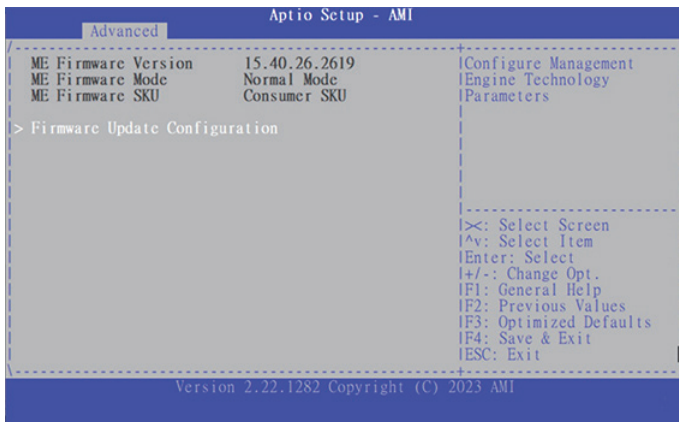 Aptio Setup - AMI
Advanced
ME Firmware Version 15.40.26.2619
ME Firmware Mode Normal Mode
ME Firmware SKU Consumer SKU
> Firmware Update Configuration
Configure Management
Engine Technology
Parameters
><: Select Screen
^v: Select Item
Enter: Select
+/-: Change Opt.
F1: General Help
F2: Previous Values
F3: Optimized Defaults
F4: Save & Exit
ESC: Exit
Version 2.22.1282 Copyright (C) 2023 AMI